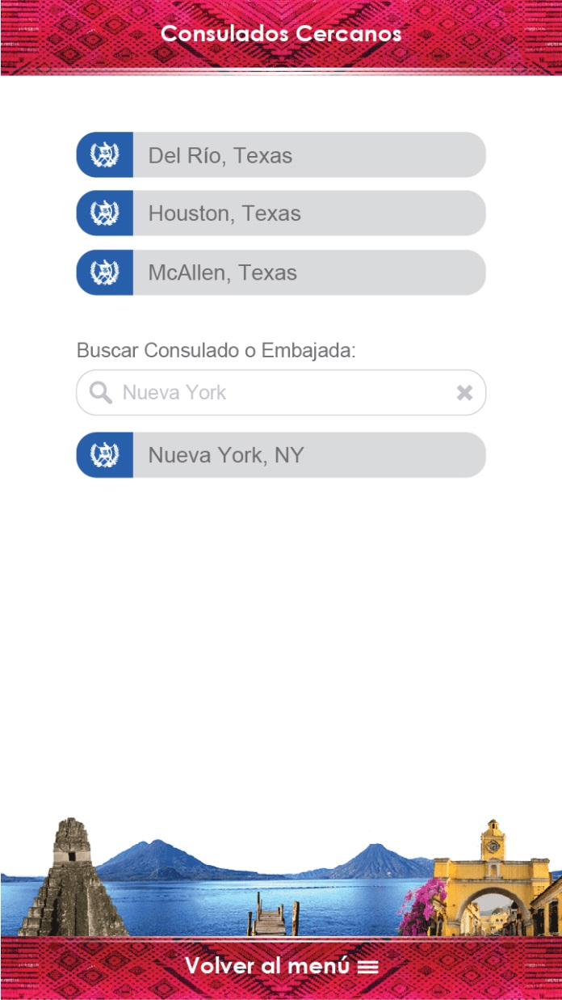 Consulados Cercanos
Del Río, Texas
Houston, Texas
McAllen, Texas
Buscar Consulado o Embajada:
Nueva York
Nueva York, NY
Volver al menú